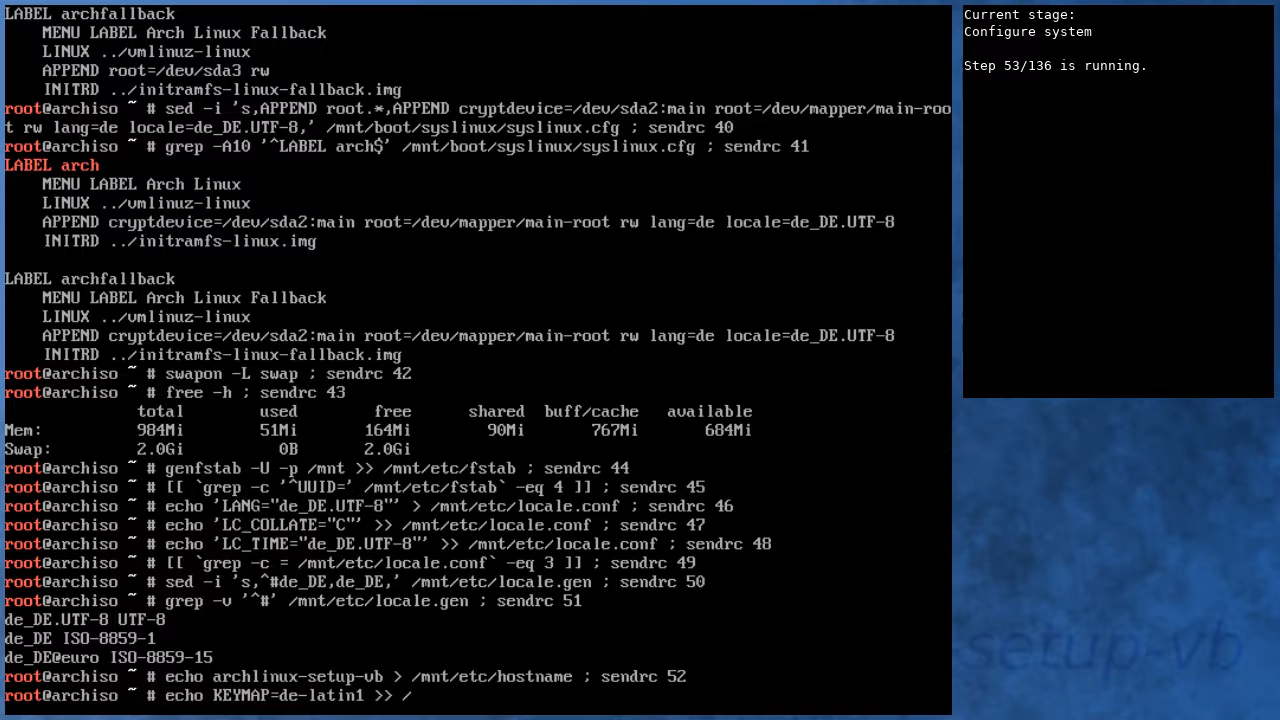 LABEL archfallback
    MENU LABEL Arch Linux Fallback
    LINUX ../vmlinuz-linux
    APPEND root=/dev/sda3 rw
    INITRD ../initramfs-linux-fallback.img
root@archiso ~ # sed -i 's,APPEND root.*,APPEND cryptdevice=/dev/sda2:main root=/dev/mapper/main-roo
t rw lang=de locale=de_DE.UTF-8,' /mnt/boot/syslinux/syslinux.cfg ; sendrc 40
root@archiso ~ # grep -A10 '^LABEL arch$' /mnt/boot/syslinux/syslinux.cfg ; sendrc 41
LABEL arch
    MENU LABEL Arch Linux
    LINUX ../vmlinuz-linux
    APPEND cryptdevice=/dev/sda2:main root=/dev/mapper/main-root rw lang=de locale=de_DE.UTF-8
    INITRD ../initramfs-linux.img

LABEL archfallback
    MENU LABEL Arch Linux Fallback
    LINUX ../vmlinuz-linux
    APPEND cryptdevice=/dev/sda2:main root=/dev/mapper/main-root rw lang=de locale=de_DE.UTF-8
    INITRD ../initramfs-linux-fallback.img
root@archiso ~ # swapon -L swap ; sendrc 42
root@archiso ~ # free -h ; sendrc 43
              total        used        free      shared  buff/cache   available
Mem:          984Mi        51Mi       164Mi        90Mi       767Mi       684Mi
Swap:         2.0Gi          0B       2.0Gi
root@archiso ~ # genfstab -U -p /mnt >> /mnt/etc/fstab ; sendrc 44
root@archiso ~ # [[ `grep -c '^UUID=' /mnt/etc/fstab` -eq 4 ]] ; sendrc 45
root@archiso ~ # echo 'LANG="de_DE.UTF-8"' > /mnt/etc/locale.conf ; sendrc 46
root@archiso ~ # echo 'LC_COLLATE="C"' >> /mnt/etc/locale.conf ; sendrc 47
root@archiso ~ # echo 'LC_TIME="de_DE.UTF-8"' >> /mnt/etc/locale.conf ; sendrc 48
root@archiso ~ # [[ `grep -c = /mnt/etc/locale.conf` -eq 3 ]] ; sendrc 49
root@archiso ~ # sed -i 's,^#de_DE,de_DE,' /mnt/etc/locale.gen ; sendrc 50
root@archiso ~ # grep -v '^#' /mnt/etc/locale.gen ; sendrc 51
de_DE.UTF-8 UTF-8
de_DE ISO-8859-1
de_DE@euro ISO-8859-15
root@archiso ~ # echo archlinux-setup-vb > /mnt/etc/hostname ; sendrc 52
root@archiso ~ # echo KEYMAP=de-latin1 >> /
Current stage:
Configure system

Step 53/136 is running.
setup-vb